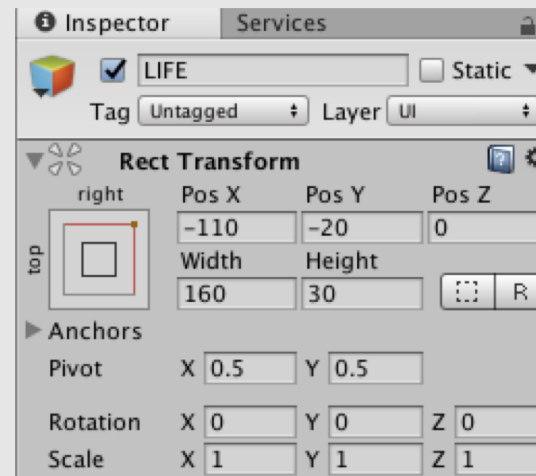 Inspector Services
LIFE Static
Tag Untagged Layer UI
Rect Transform
right Pos X Pos Y Pos Z
top -110 -20 0
Width Height
160 30 R
Anchors
Pivot X 0.5 Y 0.5
Rotation X 0 Y 0 Z 0
Scale X 1 Y 1 Z 1